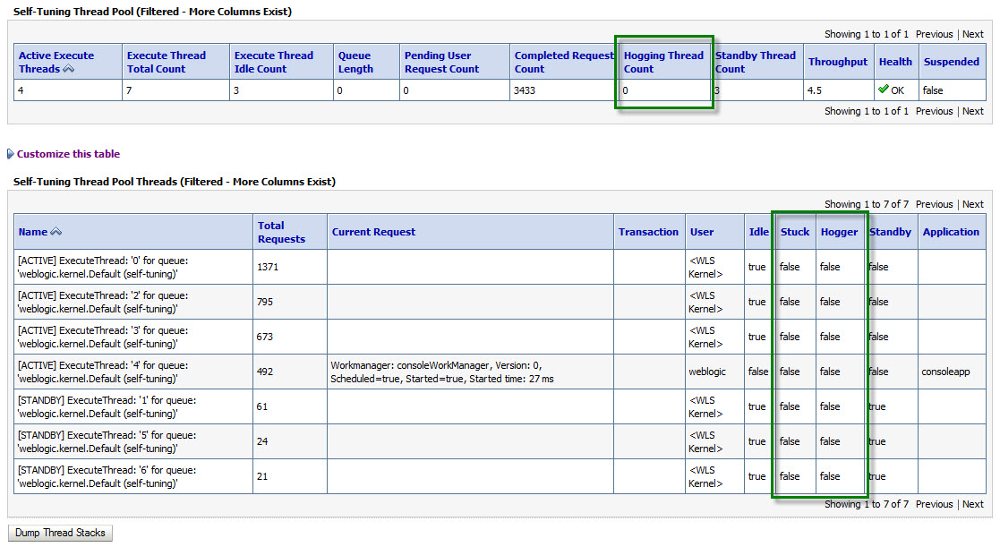 Self-Tuning Thread Pool (Filtered - More Columns Exist)
Showing 1 to 1 of 1 Previous | Next
Active Execute Threads Execute Thread Total Count Execute Thread Idle Count Queue Length Pending User Request Count Completed Request Count Hogging Thread Count Standby Thread Count Throughput Health Suspended
4 7 3 0 0 3433 0 3 4.5 OK false
Showing 1 to 1 of 1 Previous | Next
Customize this table
Self-Tuning Thread Pool Threads (Filtered - More Columns Exist)
Showing 1 to 7 of 7 Previous | Next
Name Total Requests Current Request Transaction User Idle Stuck Hogger Standby Application
[ACTIVE] ExecuteThread: '0' for queue: 'weblogic.kernel.Default (self-tuning)' 1371 <WLS Kernel> true false false false
[ACTIVE] ExecuteThread: '2' for queue: 'weblogic.kernel.Default (self-tuning)' 795 <WLS Kernel> true false false false
[ACTIVE] ExecuteThread: '3' for queue: 'weblogic.kernel.Default (self-tuning)' 673 <WLS Kernel> true false false false
[ACTIVE] ExecuteThread: '4' for queue: 'weblogic.kernel.Default (self-tuning)' 492 Workmanager: consoleWorkManager, Version: 0, Scheduled=true, Started=true, Started time: 27 ms weblogic false false false false consoleapp
[STANDBY] ExecuteThread: '1' for queue: 'weblogic.kernel.Default (self-tuning)' 61 <WLS Kernel> true false false true
[STANDBY] ExecuteThread: '5' for queue: 'weblogic.kernel.Default (self-tuning)' 24 <WLS Kernel> true false false true
[STANDBY] ExecuteThread: '6' for queue: 'weblogic.kernel.Default (self-tuning)' 21 <WLS Kernel> true false false true
Showing 1 to 7 of 7 Previous | Next
Dump Thread Stacks